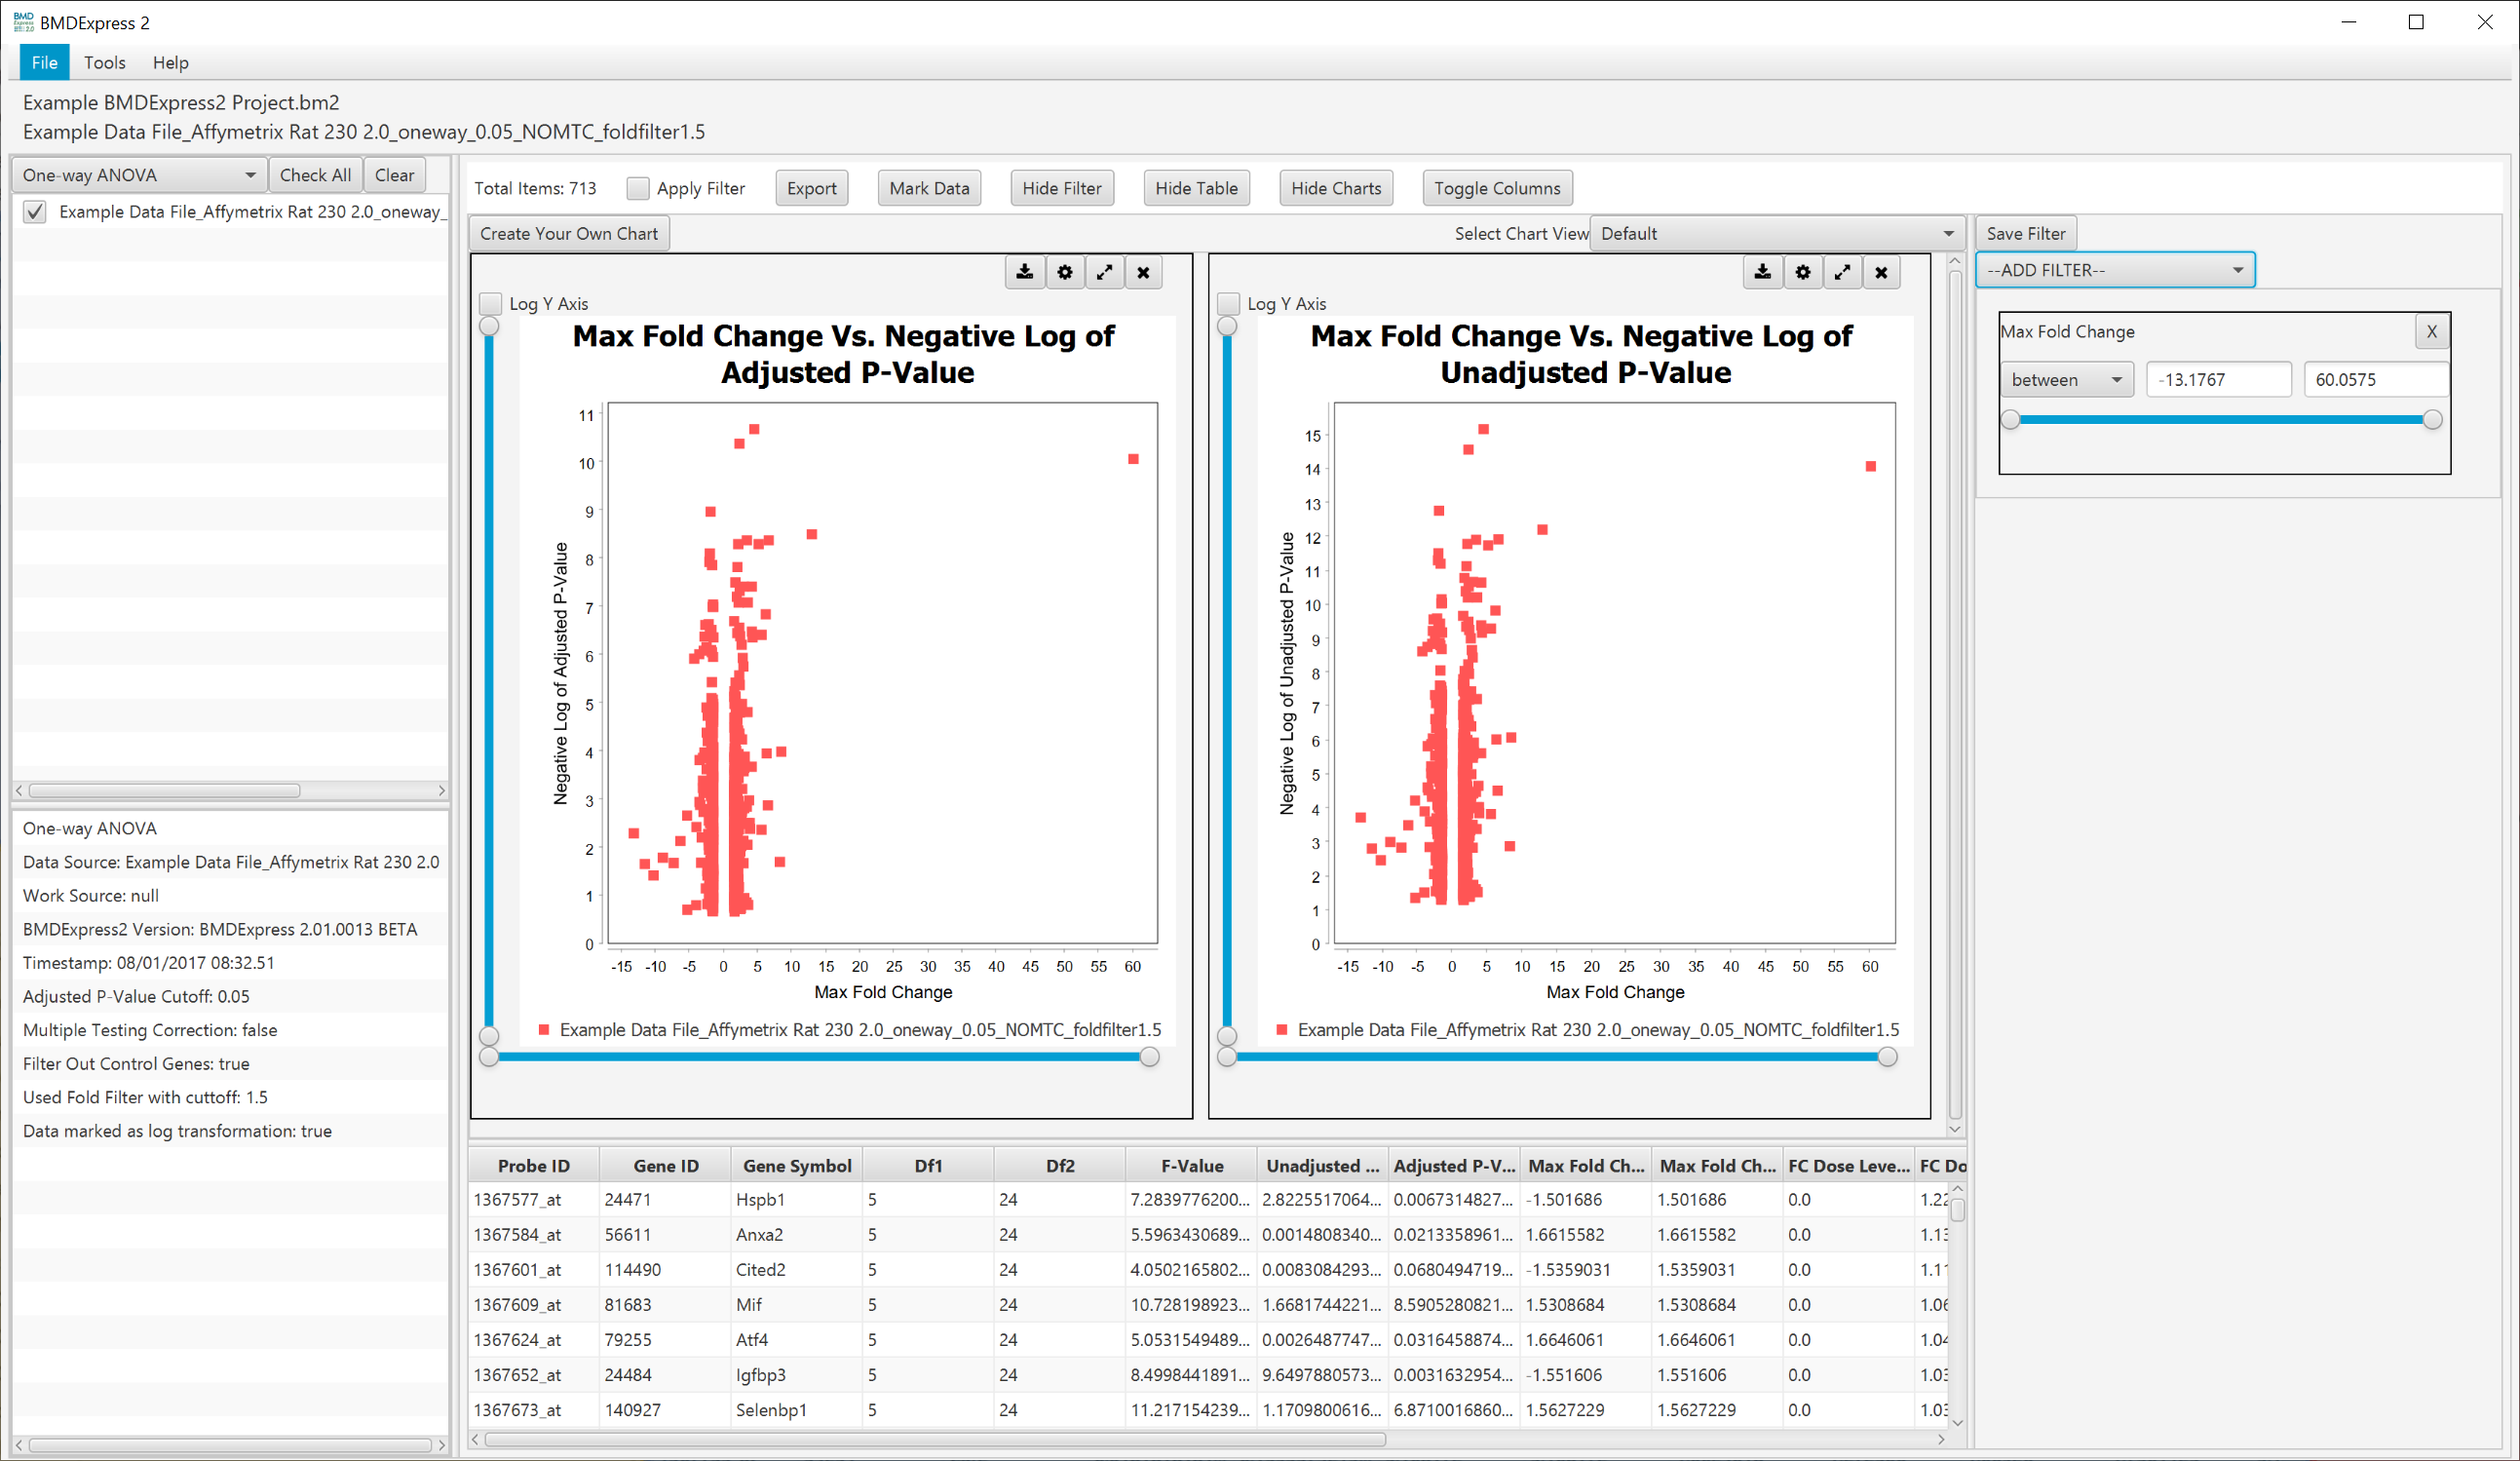 BMDExpress 2
File Tools Help
Example BMDExpress2 Project.bm2
Example Data File_Affymetrix Rat 230 2.0_oneway_0.05_NOMTC_foldfilter1.5
One-way ANOVA Check All Clear
Example Data File_Affymetrix Rat 230 2.0_oneway_
One-way ANOVA
Data Source: Example Data File_Affymetrix Rat 230 2.0
Work Source: null
BMDExpress2 Version: BMDExpress 2.01.0013 BETA
Timestamp: 08/01/2017 08:32.51
Adjusted P-Value Cutoff: 0.05
Multiple Testing Correction: false
Filter Out Control Genes: true
Used Fold Filter with cuttoff: 1.5
Data marked as log transformation: true
Total Items: 713 Apply Filter Export Mark Data Hide Filter Hide Table Hide Charts Toggle Columns
Create Your Own Chart Select Chart View Default
Log Y Axis
Max Fold Change Vs. Negative Log of
Adjusted P-Value
Negative Log of Adjusted P-Value
11
10
9
8
7
6
5
4
3
2
1
0
-15 -10 -5 0 5 10 15 20 25 30 35 40 45 50 55 60
Max Fold Change
Example Data File_Affymetrix Rat 230 2.0_oneway_0.05_NOMTC_foldfilter1.5
Log Y Axis
Max Fold Change Vs. Negative Log of
Unadjusted P-Value
Negative Log of Unadjusted P-Value
15
14
13
12
11
10
9
8
7
6
5
4
3
2
1
0
-15 -10 -5 0 5 10 15 20 25 30 35 40 45 50 55 60
Max Fold Change
Example Data File_Affymetrix Rat 230 2.0_oneway_0.05_NOMTC_foldfilter1.5
Save Filter
--ADD FILTER--
Max Fold Change X
between -13.1767 60.0575
Probe ID Gene ID Gene Symbol Df1 Df2 F-Value Unadjusted ... Adjusted P-V... Max Fold Ch... Max Fold Ch... FC Dose Leve... FC Do
1367577_at 24471 Hspb1 5 24 7.2839776200... 2.8225517064... 0.0067314827... -1.501686 1.501686 0.0 1.22
1367584_at 56611 Anxa2 5 24 5.5963430689... 0.0014808340... 0.0213358961... 1.6615582 1.6615582 0.0 1.13
1367601_at 114490 Cited2 5 24 4.0502165802... 0.0083084293... 0.0680494719... -1.5359031 1.5359031 0.0 1.11
1367609_at 81683 Mif 5 24 10.728198923... 1.6681744221... 8.5905280821... 1.5308684 1.5308684 0.0 1.06
1367624_at 79255 Atf4 5 24 5.0531549489... 0.0026487747... 0.0316458874... 1.6646061 1.6646061 0.0 1.04
1367652_at 24484 Igfbp3 5 24 8.4998441891... 9.6497880573... 0.0031632954... -1.551606 1.551606 0.0 1.03
1367673_at 140927 Selenbp1 5 24 11.217154239... 1.1709800616... 6.8710016860... 1.5627229 1.5627229 0.0 1.03